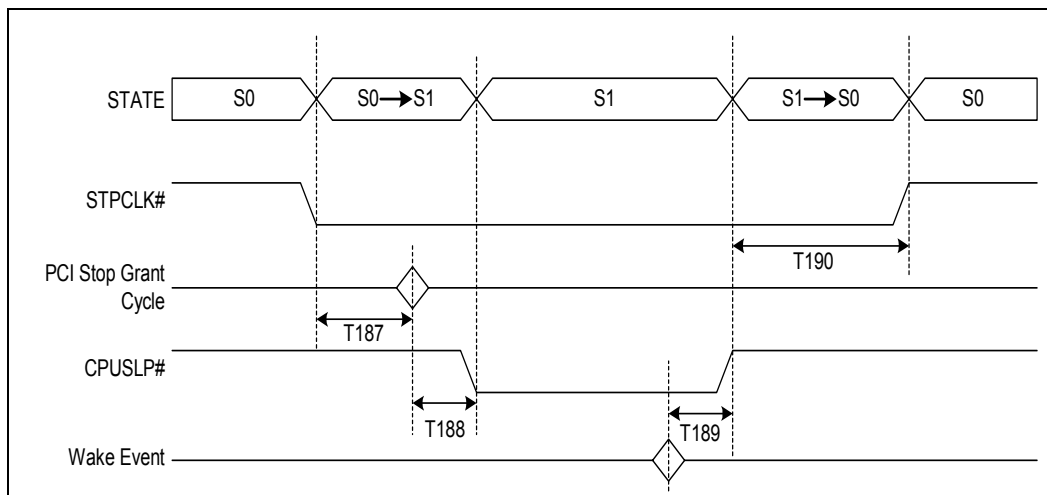 STATE S0 S0→S1 S1 S1→S0 S0
STPCLK#
T190
PCI Stop Grant
Cycle
T187
CPUSLP#
T188
T189
Wake Event